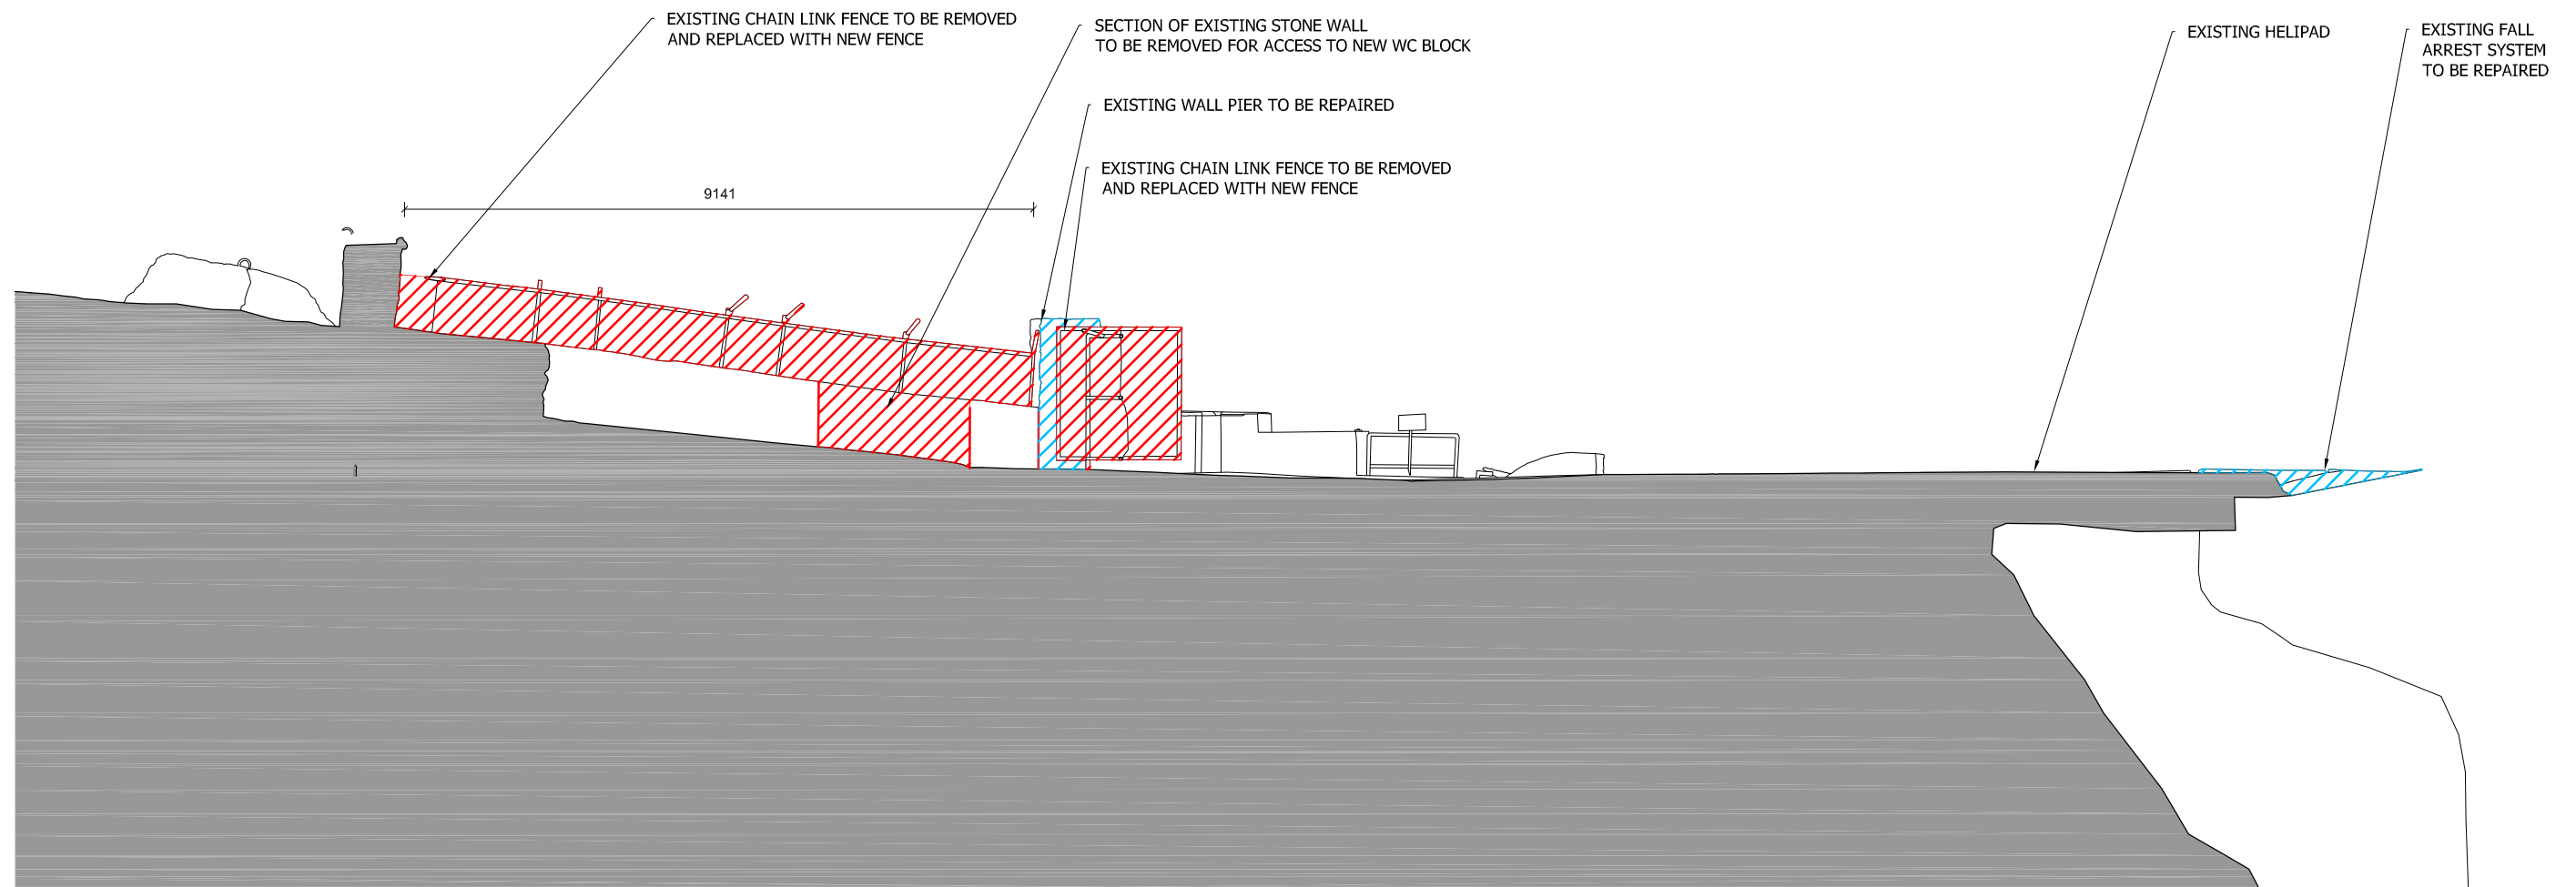 EXISTING CHAIN LINK FENCE TO BE REMOVED
AND REPLACED WITH NEW FENCE
SECTION OF EXISTING STONE WALL
TO BE REMOVED FOR ACCESS TO NEW WC BLOCK
EXISTING WALL PIER TO BE REPAIRED
EXISTING CHAIN LINK FENCE TO BE REMOVED
AND REPLACED WITH NEW FENCE
EXISTING HELIPAD
EXISTING FALL
ARREST SYSTEM
TO BE REPAIRED
9141